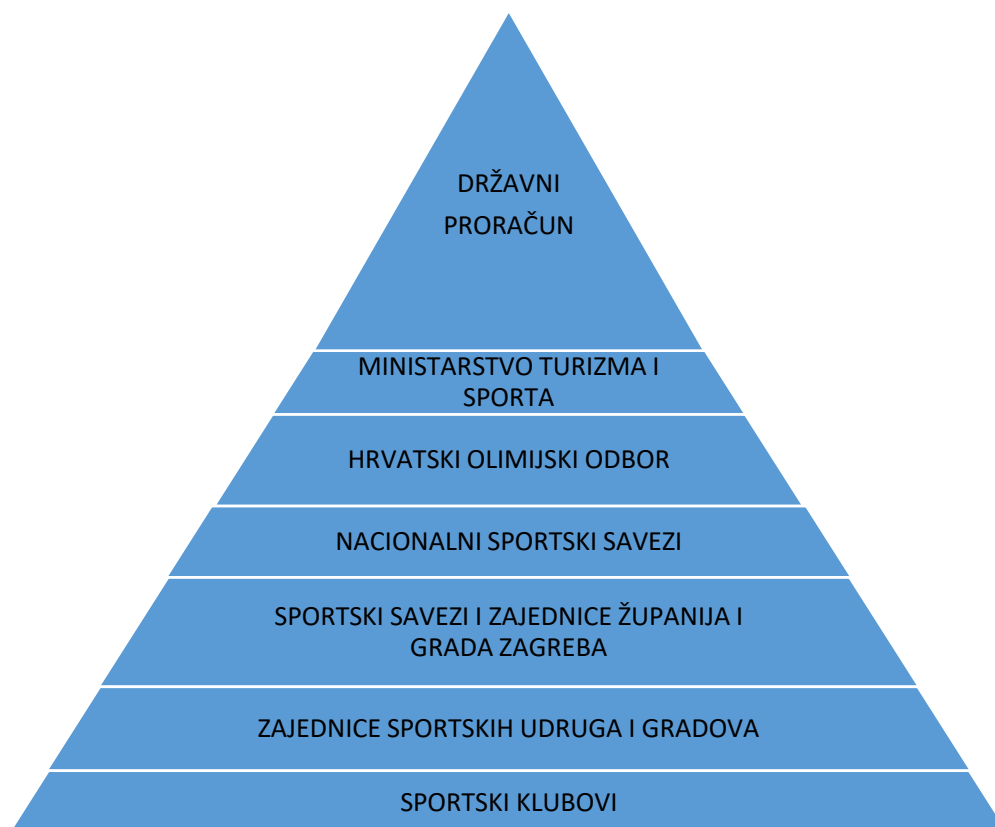 DRŽAVNI
PRORAČUN
MINISTARSTVO TURIZMA I
SPORTA
HRVATSKI OLIMIJSKI ODBOR
NACIONALNI SPORTSKI SAVEZI
SPORTSKI SAVEZI I ZAJEDNICE ŽUPANIJA I
GRADA ZAGREBA
ZAJEDNICE SPORTSKIH UDRUGA I GRADOVA
SPORTSKI KLUBOVI